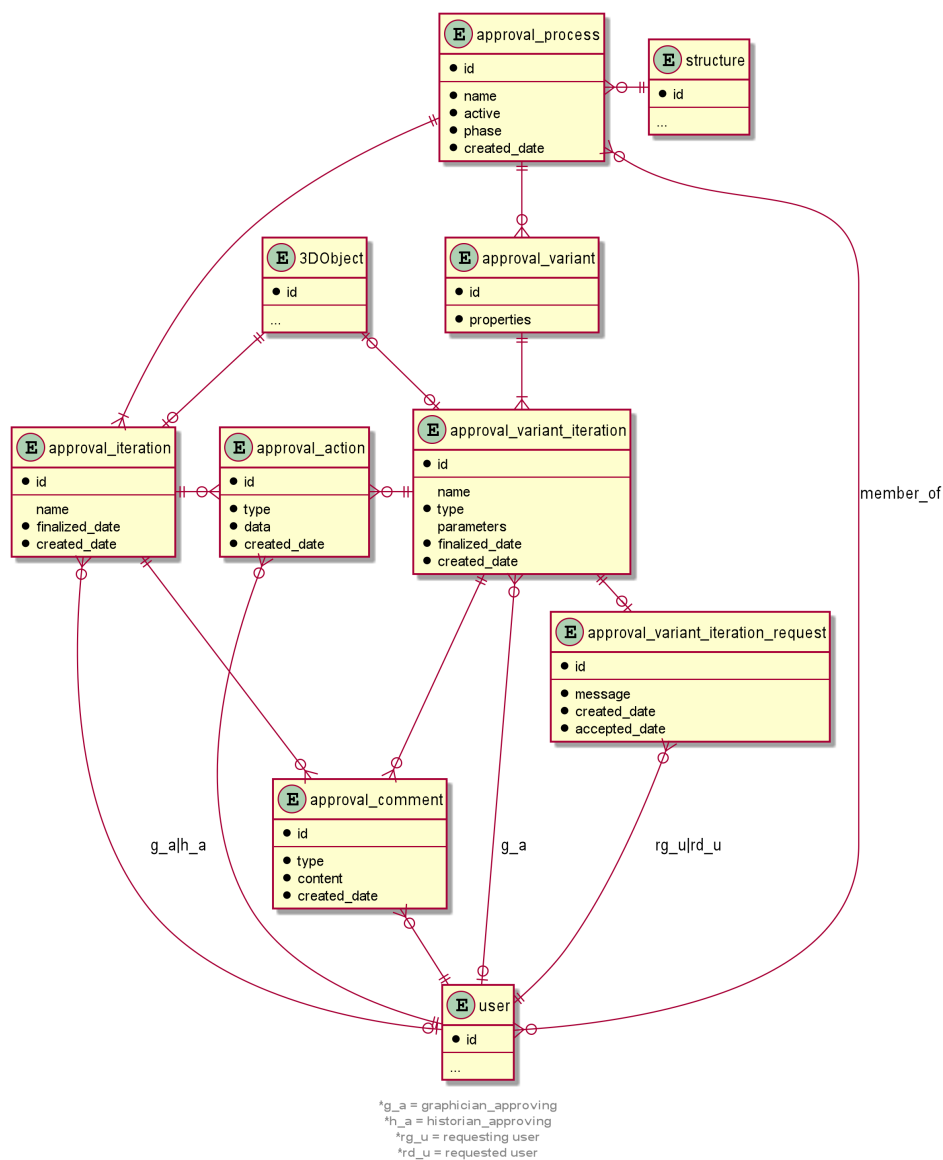 E approval_process
id
name
active
phase
created_date
E structure
id
...
E 3DObject
id
...
E approval_variant
id
properties
E approval_iteration
id
name
finalized_date
created_date
E approval_action
id
type
data
created_date
E approval_variant_iteration
id
name
type
parameters
finalized_date
created_date
member_of
E approval_variant_iteration_request
id
message
created_date
accepted_date
E approval_comment
id
type
content
created_date
g_a|h_a
g_a
rg_u|rd_u
E user
id
...
*g_a = graphician_approving
*h_a = historian_approving
*rg_u = requesting user
*rd_u = requested user